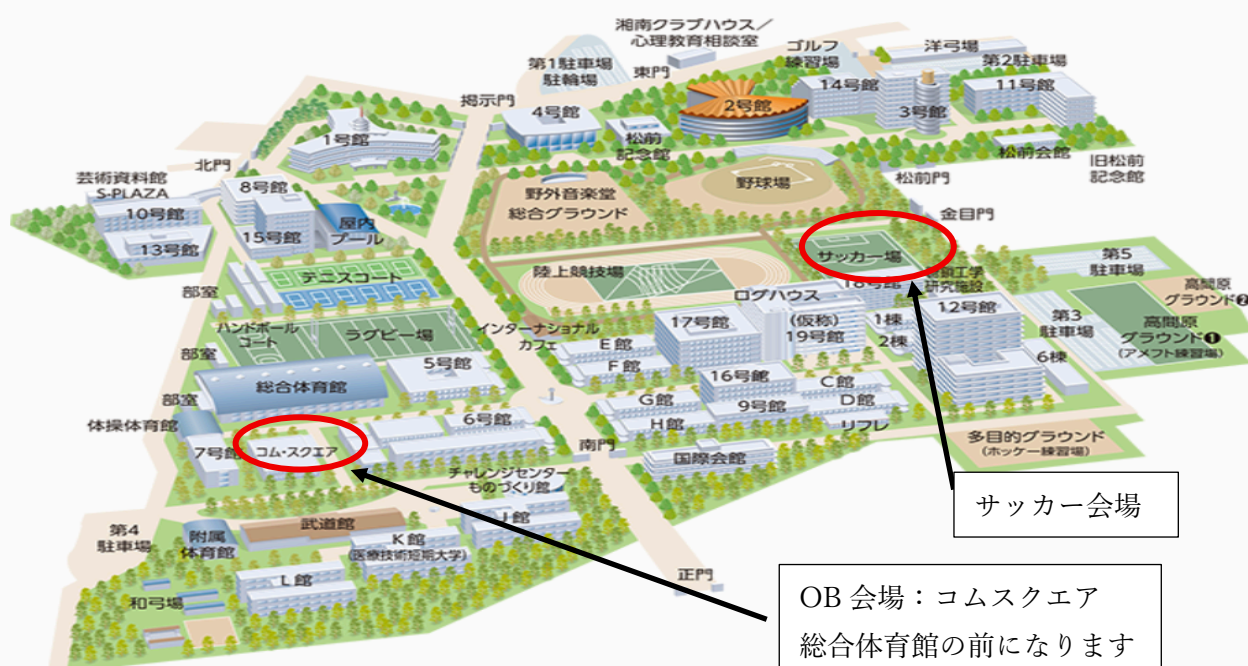 湘南クラブハウス／
心理教育相談室
ゴルフ
練習場
洋弓場
第1駐車場
駐輪場
東門
第2駐車場
14号館
11号館
掲示門
4号館
2号館
3号館
1号館
松前
記念館
松前会館
旧松前
記念館
北門
芸術資料館
S-PLAZA
8号館
野外音楽堂
総合グラウンド
野球場
松前門
10号館
15号館
屋内
プール
金目門
13号館
サッカー場
第5
駐車場
テニスコート
陸上競技場
18号館
研究施設
高間原
グラウンド❷
部室
ログハウス
ハンドボール
コート
ラグビー場
インターナショナル
カフェ
17号館
(仮称)
19号館
1棟
2棟
12号館
第3
駐車場
高間原
グラウンド❶
(アメフト練習場)
E館
F館
部室
5号館
6棟
総合体育館
16号館
C館
部室
G館
9号館
D館
体操体育館
6号館
H館
リフレ
7号館
コム・スクエア
南門
国際会館
多目的グラウンド
(ホッケー練習場)
チャレンジセンター
ものづくり館
サッカー会場
第4
駐車場
附属
体育館
武道館
J館
K館
(医療技術短期大学)
L館
正門
和弓場
OB 会場：コムスクエア
総合体育館の前になります